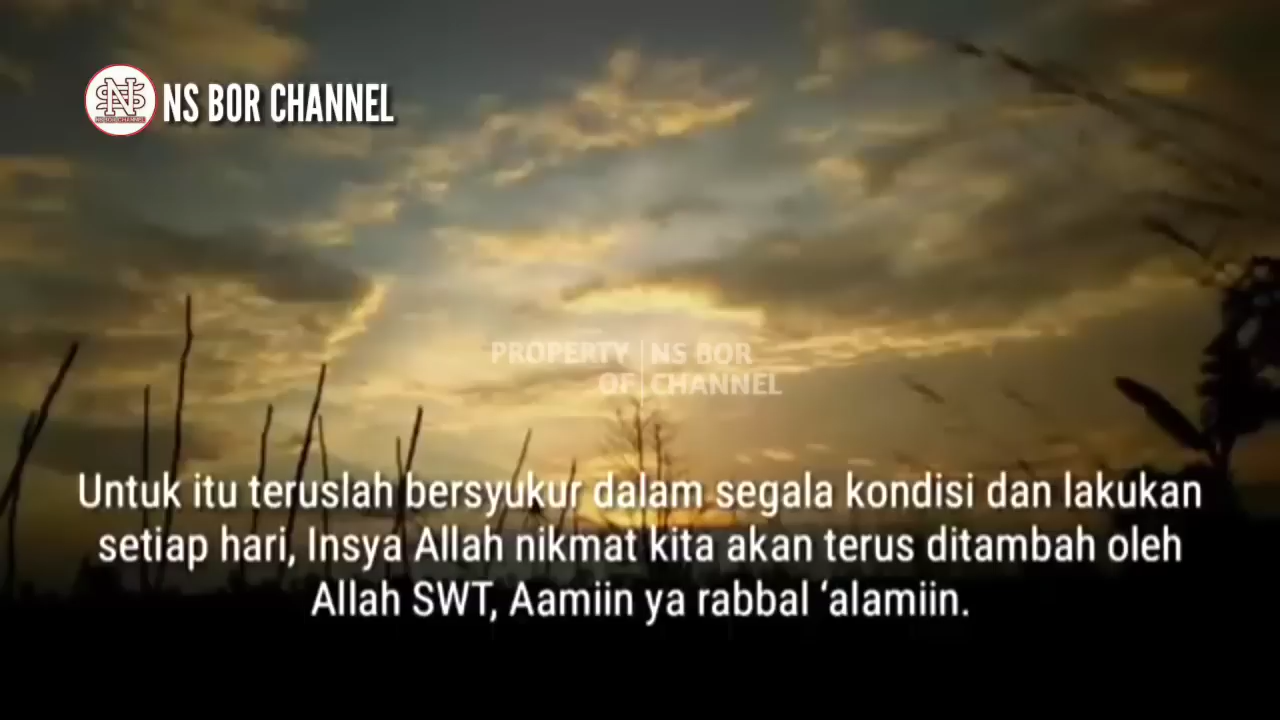 NS BOR CHANNEL
PROPERTY NS BOR
OF CHANNEL
Untuk itu teruslah bersyukur dalam segala kondisi dan lakukan
setiap hari, Insya Allah nikmat kita akan terus ditambah oleh
Allah SWT, Aamiin ya rabbal ‘alamiin.